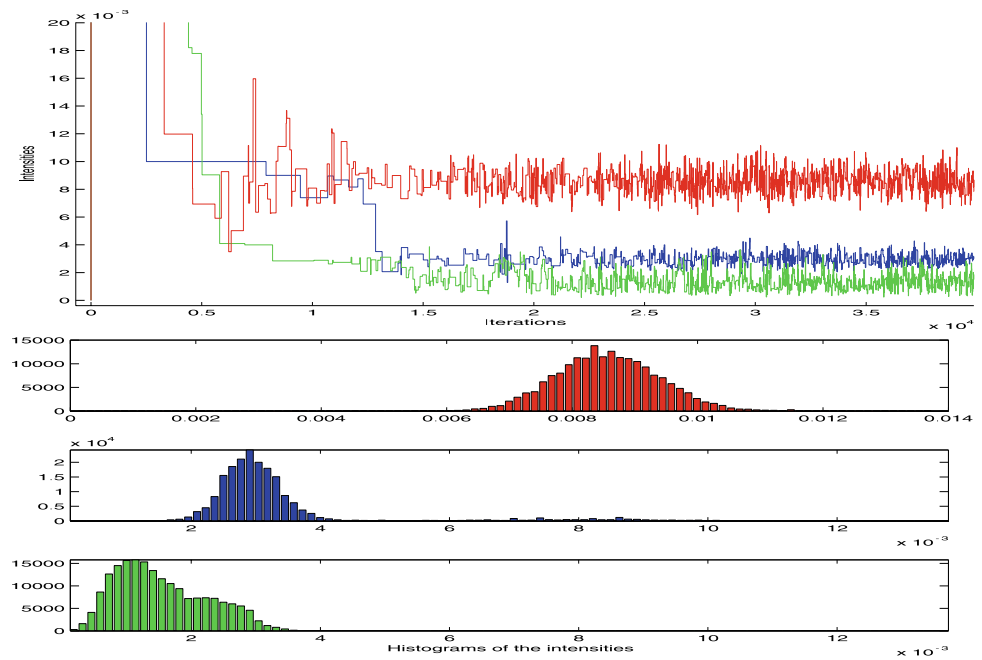 x 10-3
20
18
16
14
12
10
8
6
4
2
0
Intensities
0 0.5 1 1.5 2 2.5 3 3.5
Iterations
x 10 4
15000
10000
5000
0
0 0.002 0.004 0.006 0.008 0.01 0.012 0.014
x 10 4
2
1.5
1
0.5
0
2 4 6 8 10 12
x 10-3
15000
10000
5000
0
2 4 6 8 10 12
Histograms of the intensities
x 10-3